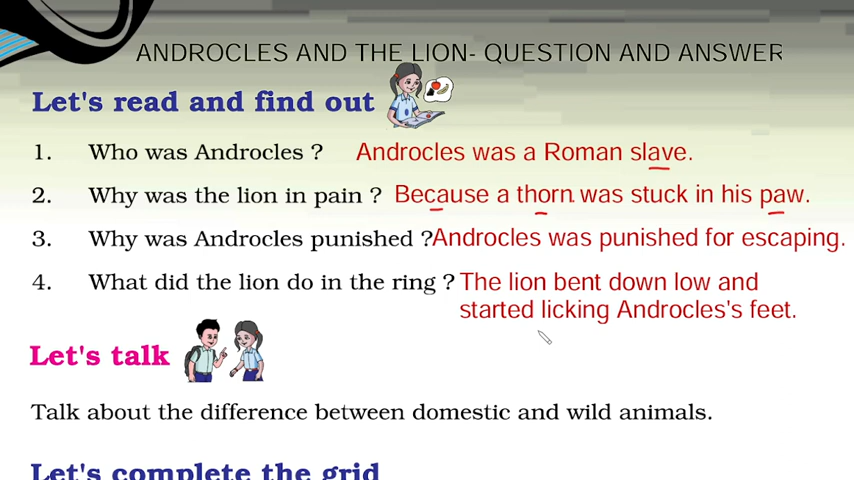 ANDROCLES AND THE LION- QUESTION AND ANSWER
Let's read and find out
1. Who was Androcles ? Androcles was a Roman slave.
2. Why was the lion in pain ? Because a thorn was stuck in his paw.
3. Why was Androcles punished ? Androcles was punished for escaping.
4. What did the lion do in the ring ? The lion bent down low and
started licking Androcles's feet.
Let's talk
Talk about the difference between domestic and wild animals.
Let's complete the grid